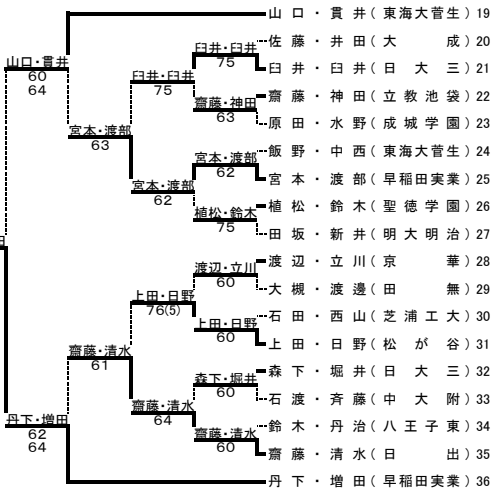 山口・貫井(東海大菅生) 19
佐藤・井田(大成) 20
臼井・臼井(日大三) 21
齋藤・神田(立教池袋) 22
原田・水野(成城学園) 23
飯野・中西(東海大菅生) 24
宮本・渡部(早稲田実業) 25
植松・鈴木(聖徳学園) 26
田坂・新井(明大明治) 27
渡辺・立川(京華) 28
大槻・渡邊(田無) 29
石田・西山(芝浦工大) 30
上田・日野(松が谷) 31
森下・堀井(日大三) 32
石渡・斉藤(中大附) 33
鈴木・丹治(八王子東) 34
齋藤・清水(日出) 35
丹下・増田(早稲田実業) 36
臼井・臼井
75
齋藤・神田
63
宮本・渡部
62
植松・鈴木
75
渡辺・立川
60
上田・日野
60
森下・堀井
60
齋藤・清水
60
臼井・臼井
75
宮本・渡部
62
上田・日野
76(5)
齋藤・清水
64
宮本・渡部
63
齋藤・清水
61
山口・貫井
60
64
丹下・増田
62
64